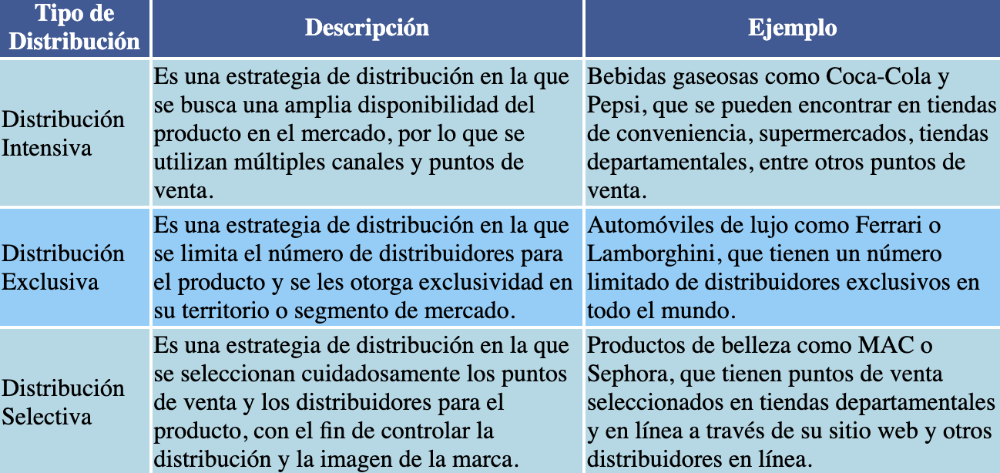 Tipo de
Distribución
Descripción
Ejemplo
Distribución
Intensiva
Es una estrategia de distribución en la que
se busca una amplia disponibilidad del
producto en el mercado, por lo que se
utilizan múltiples canales y puntos de
venta.
Bebidas gaseosas como Coca-Cola y
Pepsi, que se pueden encontrar en tiendas
de conveniencia, supermercados, tiendas
departamentales, entre otros puntos de
venta.
Distribución
Exclusiva
Es una estrategia de distribución en la que
se limita el número de distribuidores para
el producto y se les otorga exclusividad en
su territorio o segmento de mercado.
Automóviles de lujo como Ferrari o
Lamborghini, que tienen un número
limitado de distribuidores exclusivos en
todo el mundo.
Distribución
Selectiva
Es una estrategia de distribución en la que
se seleccionan cuidadosamente los puntos
de venta y los distribuidores para el
producto, con el fin de controlar la
distribución y la imagen de la marca.
Productos de belleza como MAC o
Sephora, que tienen puntos de venta
seleccionados en tiendas departamentales
y en línea a través de su sitio web y otros
distribuidores en línea.